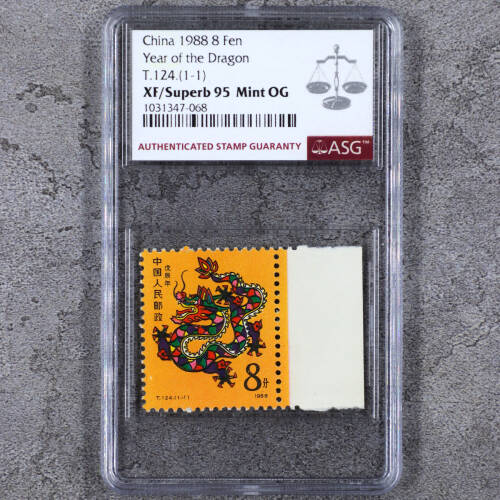 China 1988 8 Fen
Year of the Dragon
T.124.(1-1)
XF/Superb 95 Mint OG
1031347-068
AUTHENTICATED STAMP GUARANTY
ASG™
戊辰年
中国人民邮政
8分
T.124.(1-1)
1988